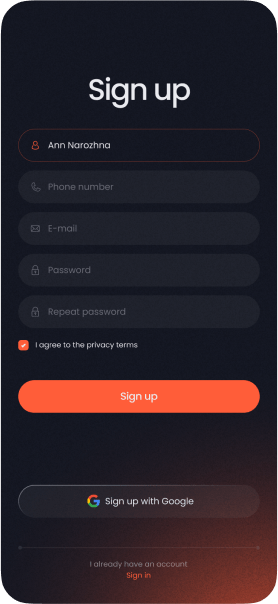 Sign up
Ann Narozhna
Phone number
E-mail
Password
Repeat password
I agree to the privacy terms
Sign up
Sign up with Google
I already have an account
Sign in